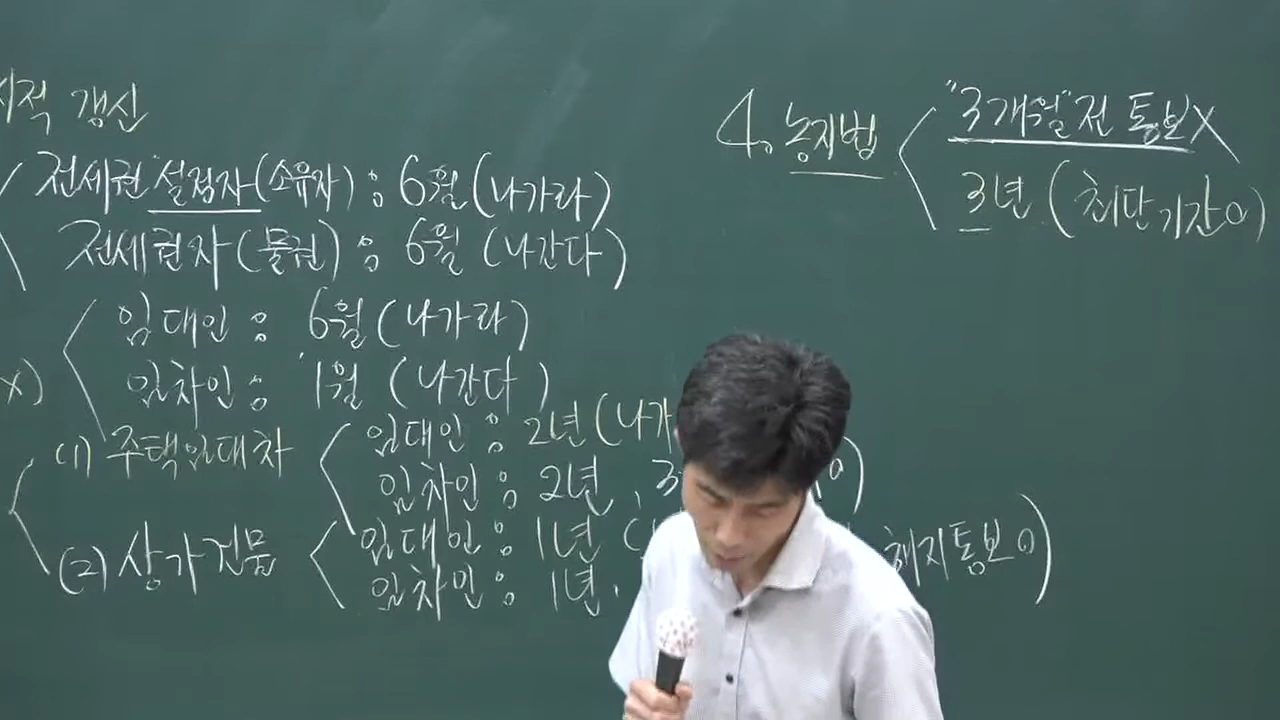 적 갱신
전세권 설정자(소유자) : 6월(나가라)
전세권자(물권) : 6월 (나간다)
임대인 : 6월(나가라)
x) 임차인 : 1월 (나간다)
(1) 주택임대차
임대인 : 2년(나가
임차인 : 2년, 3 0)
(2) 상가건물
임대인 : 1년 (
임차인 : 1년. 해지통보0)
4. 농지법
"3개월"전 통보X
3년 (최단기간0)